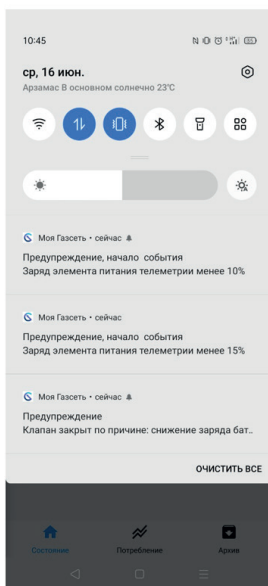 10:45
ср, 16 июн.
Арзамас В основном солнечно 23°C
Моя Газсеть • сейчас
Предупреждение, начало события
Заряд элемента питания телеметрии менее 10%
Моя Газсеть • сейчас
Предупреждение, начало события
Заряд элемента питания телеметрии менее 15%
Моя Газсеть • сейчас
Предупреждение
Клапан закрыт по причине: снижение заряда бат..
ОЧИСТИТЬ ВСЕ
Состояние Потребление Архив